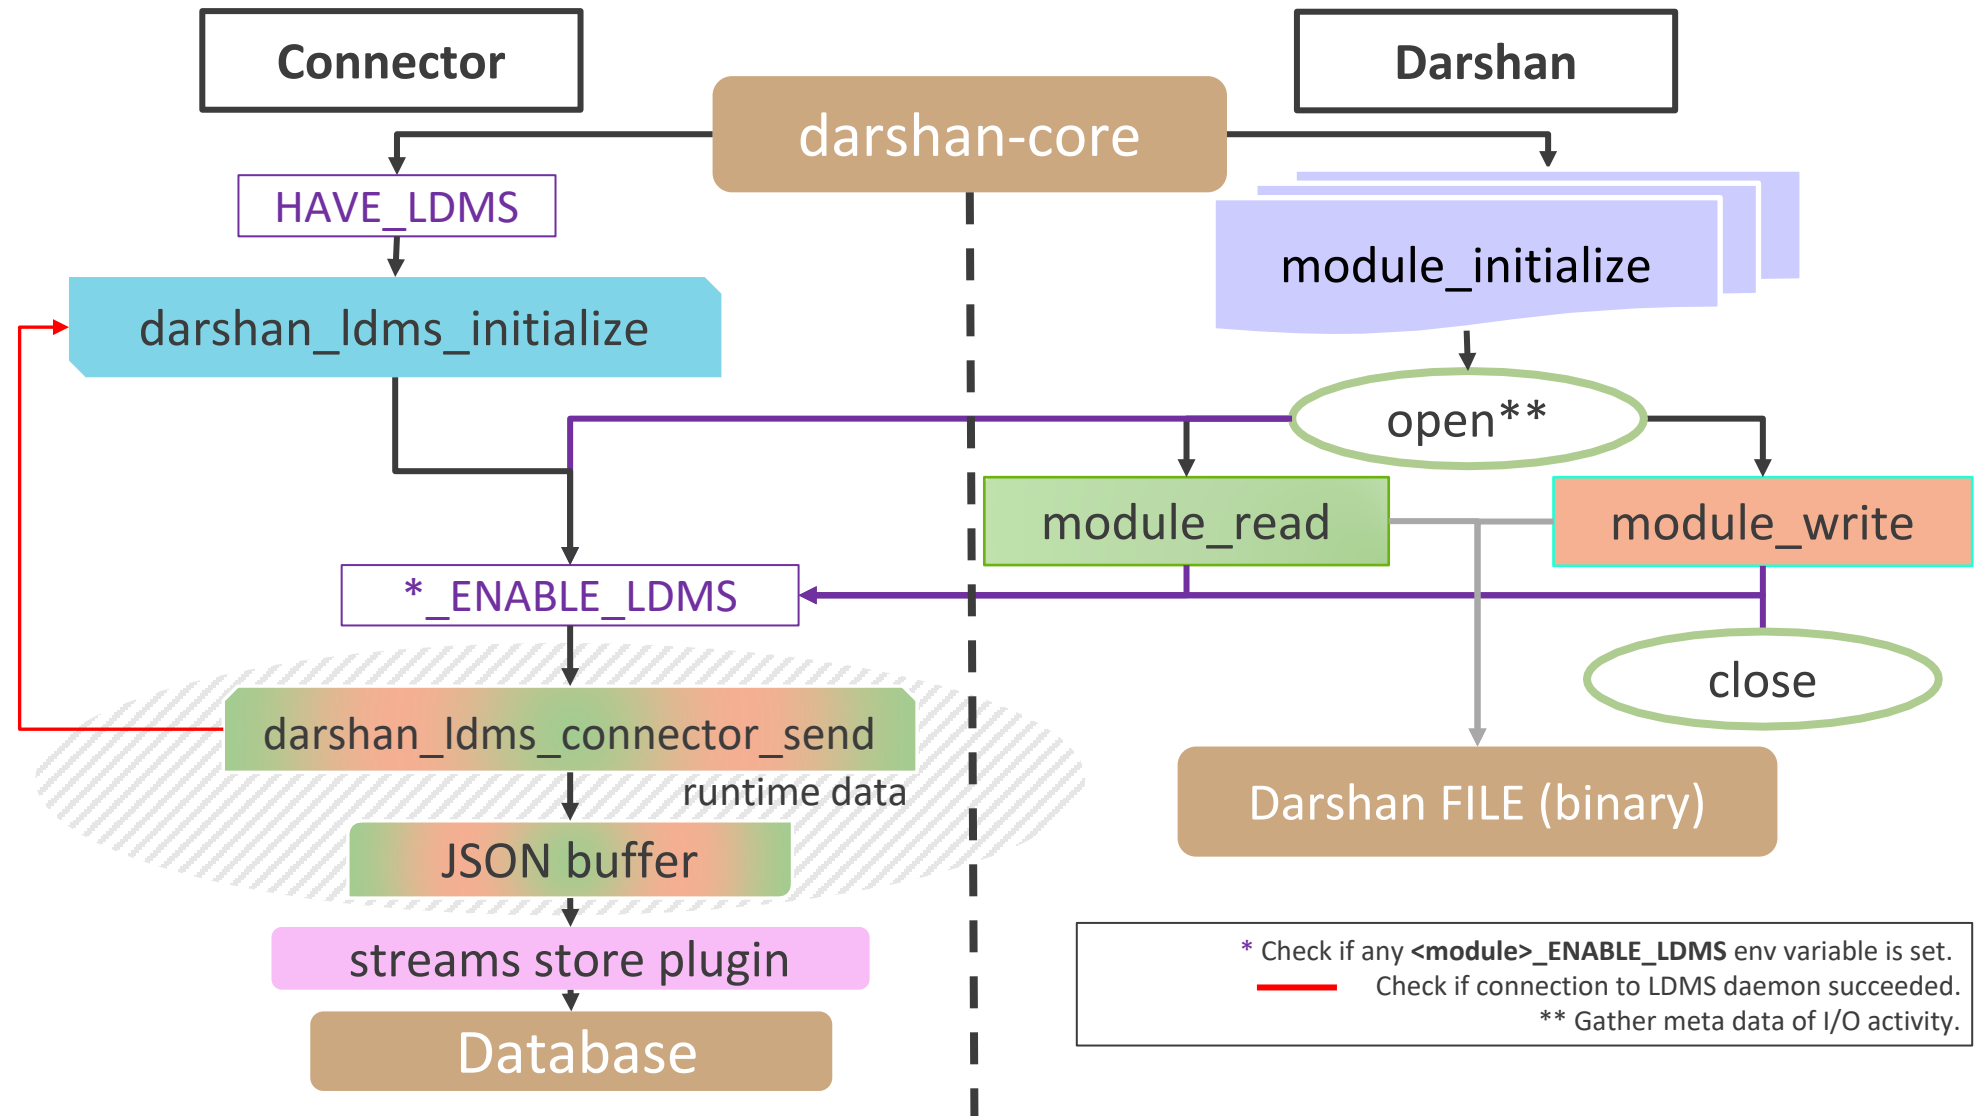 Connector
Darshan
darshan-core
HAVE_LDMS
module_initialize
darshan_ldms_initialize
open**
module_read
module_write
*_ENABLE_LDMS
close
darshan_ldms_connector_send
runtime data
Darshan FILE (binary)
JSON buffer
streams store plugin
Database
* Check if any <module>_ENABLE_LDMS env variable is set.
Check if connection to LDMS daemon succeeded.
** Gather meta data of I/O activity.